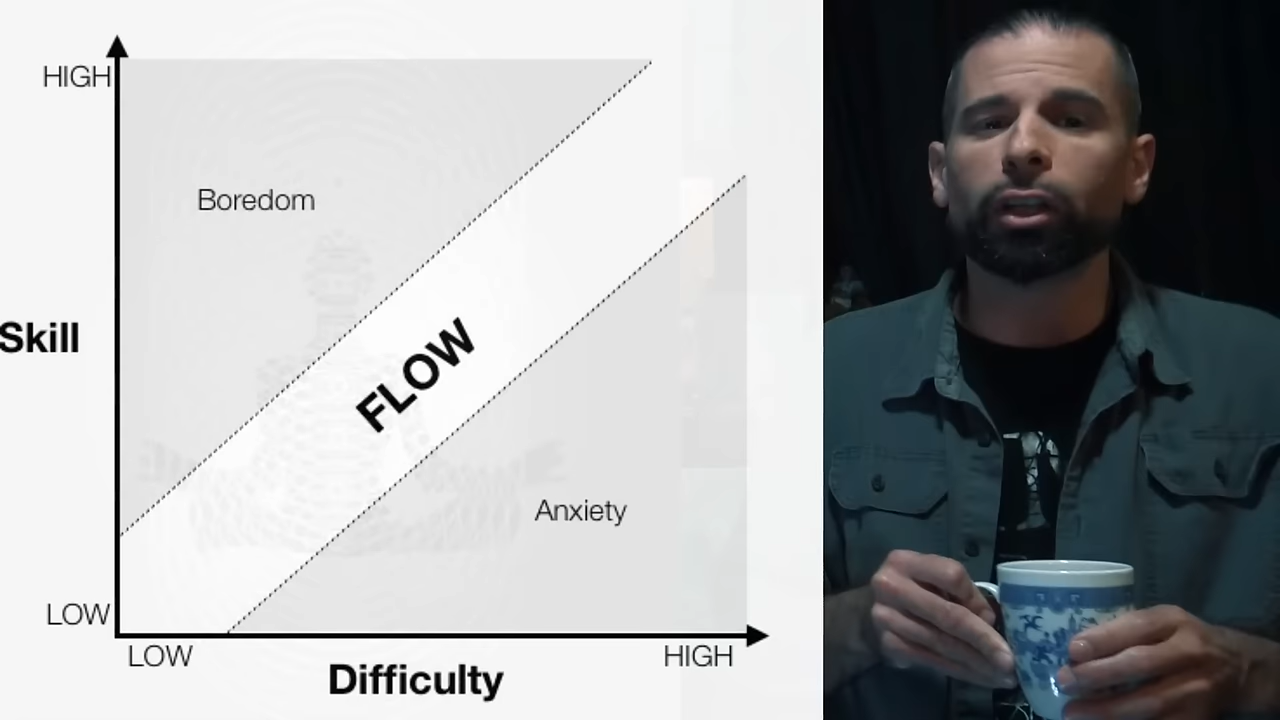 HIGH
Boredom
Skill
FLOW
Anxiety
LOW
LOW
HIGH
Difficulty